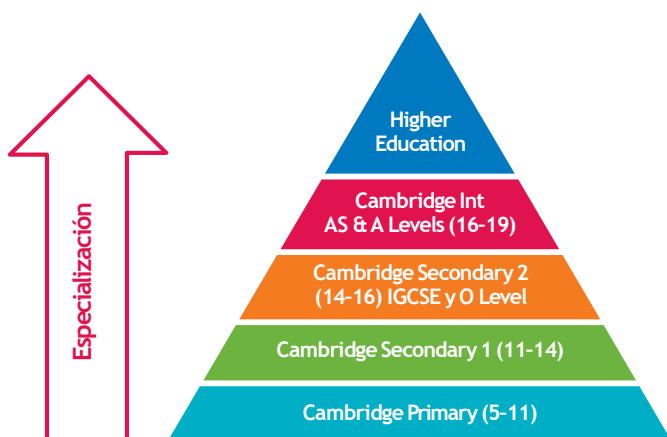 Higher
Education
Cambridge Int
AS & A Levels (16-19)
Cambridge Secondary 2
(14-16) IGCSE y O Level
Cambridge Secondary 1 (11-14)
Cambridge Primary (5-11)
Especialización